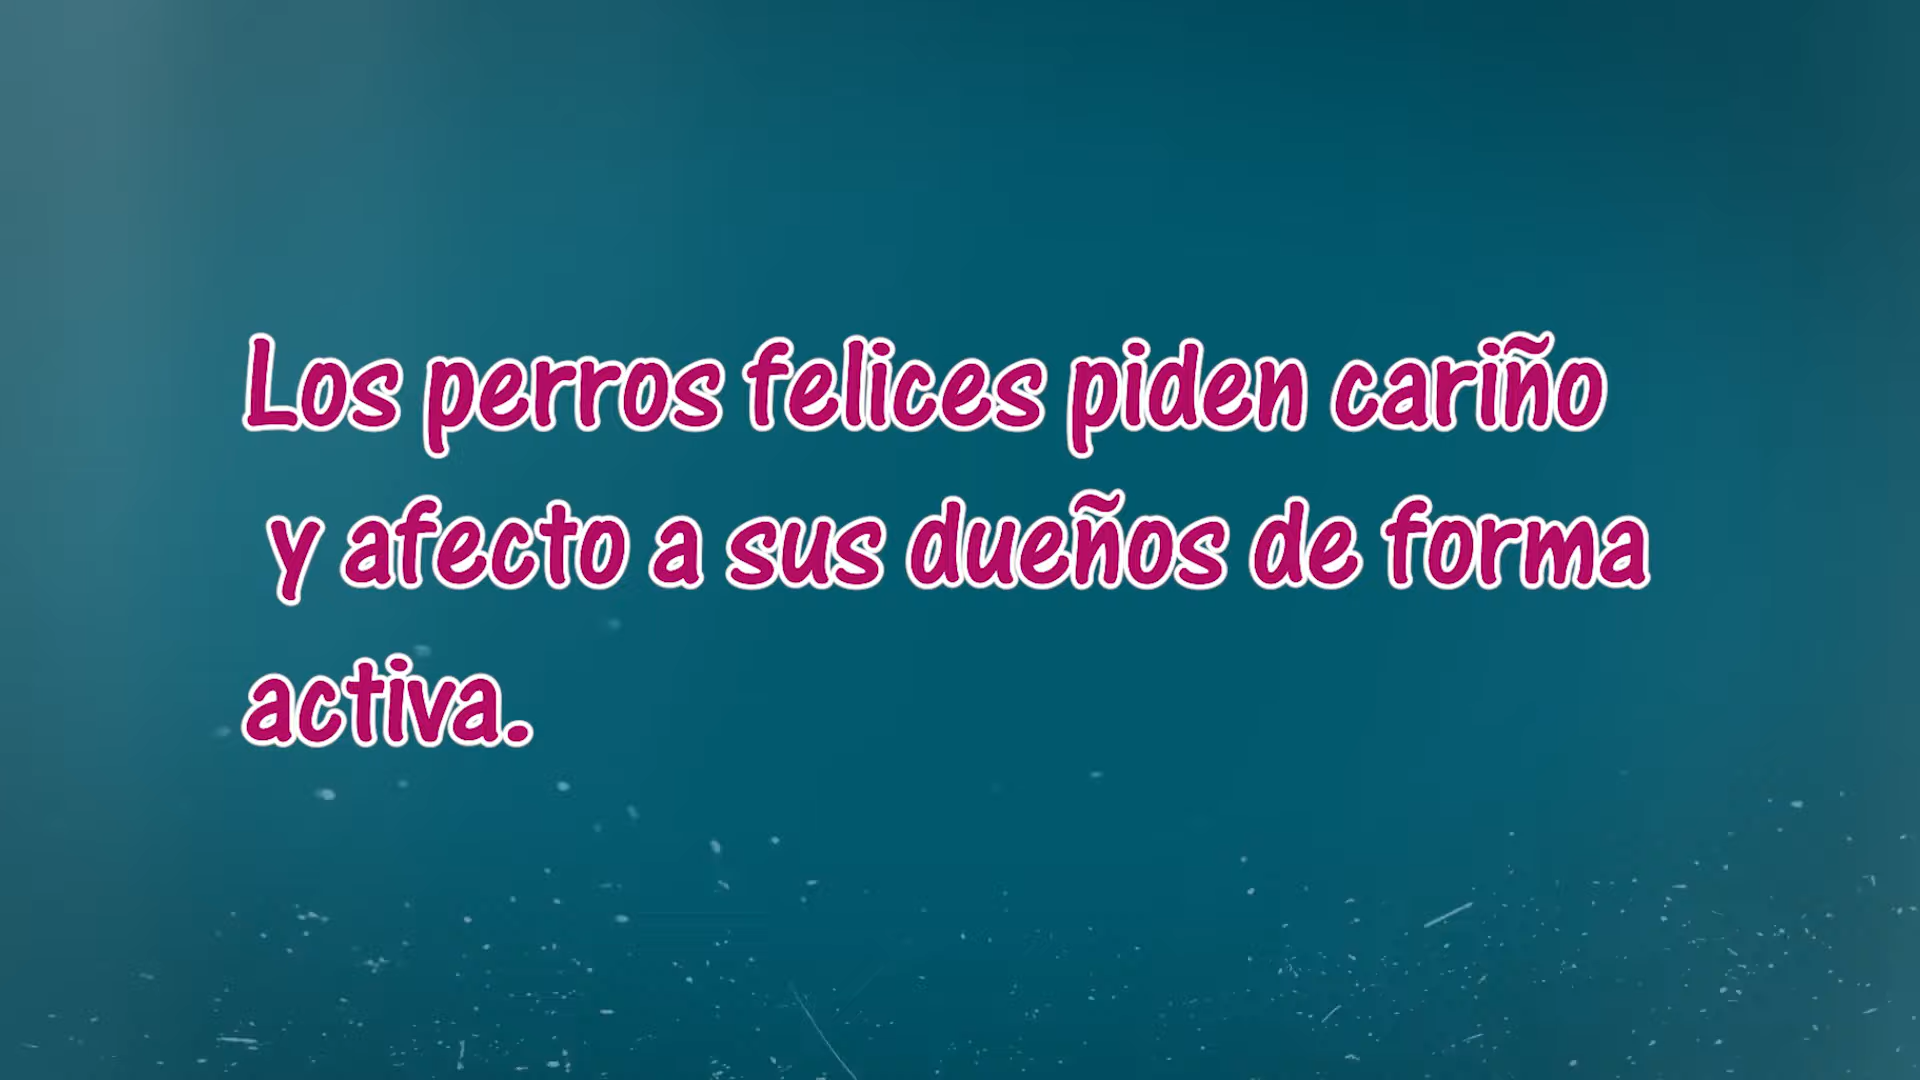 Los perros felices piden cariño
y afecto a sus dueños de forma
activa.